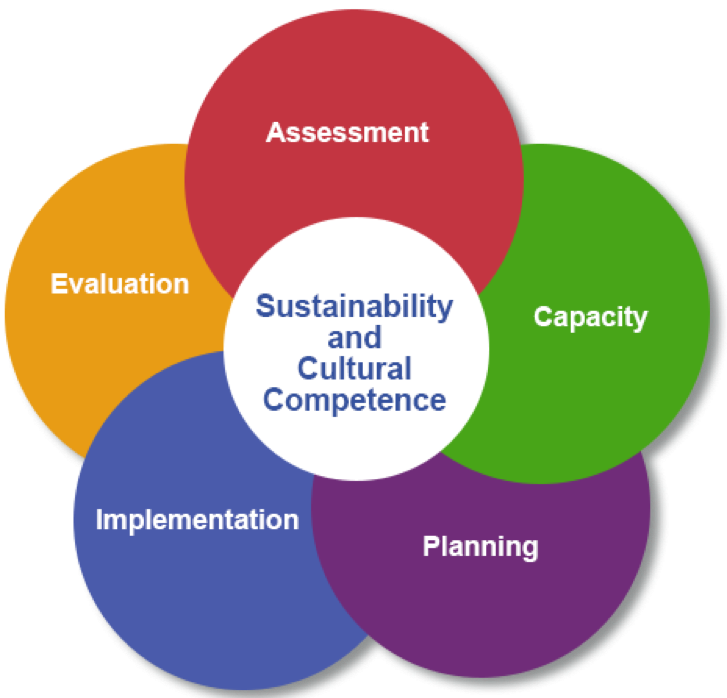 Assessment
Evaluation
Capacity
Sustainability
and
Cultural
Competence
Implementation
Planning